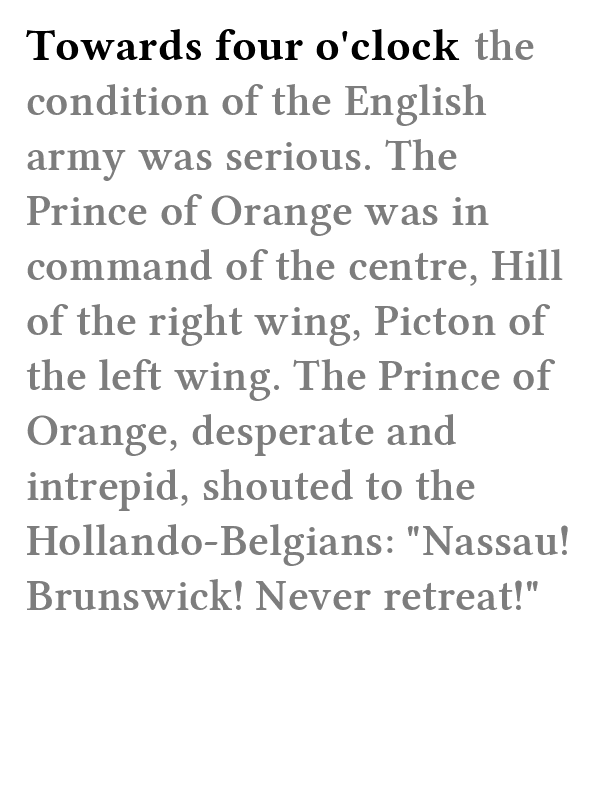 Towards four o'clock the
condition of the English
army was serious. The
Prince of Orange was in
command of the centre, Hill
of the right wing, Picton of
the left wing. The Prince of
Orange, desperate and
intrepid, shouted to the
Hollando-Belgians: "Nassau!
Brunswick! Never retreat!"